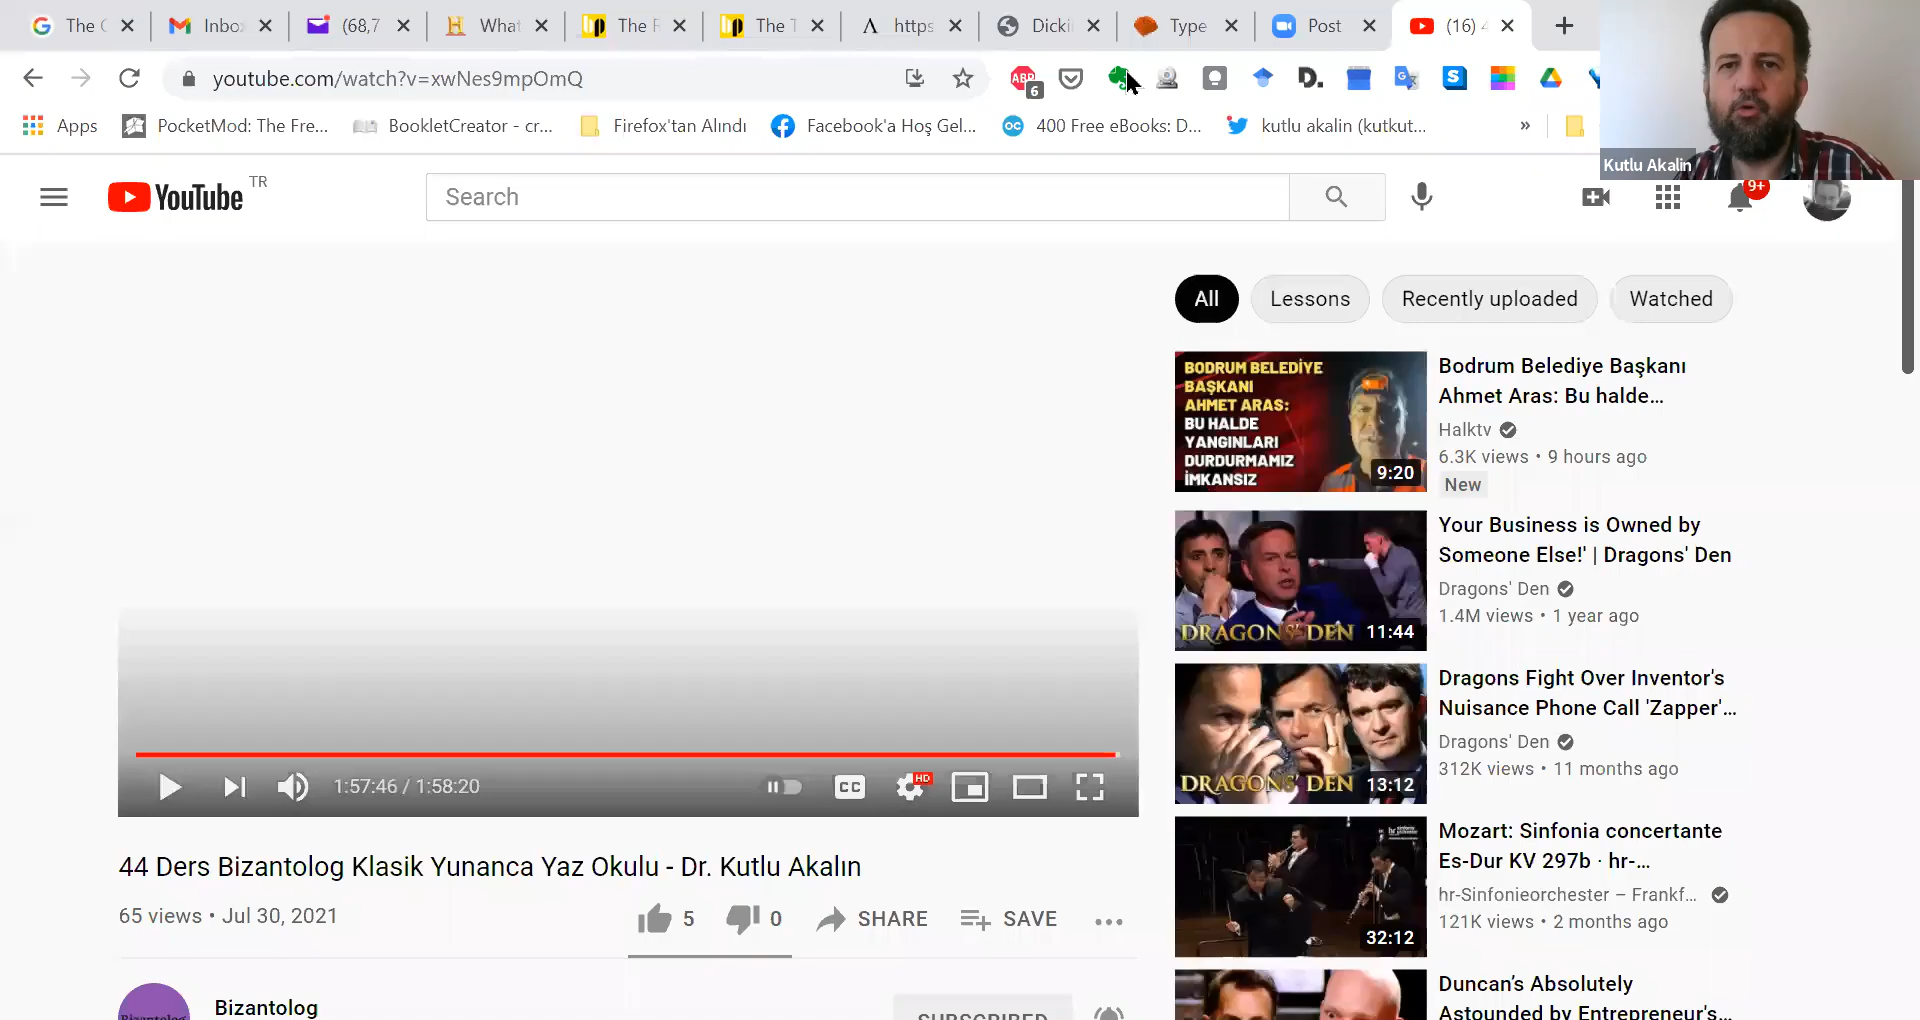 The
Inbo
(68,7
What
The F
The T
https
Dicki
Type
Post
(16) 4
youtube.com/watch?v=xwNes9mpOmQ
ABP
6
D.
S
Apps
PocketMod: The Fre...
BookletCreator - cr...
Firefox'tan Alındı
Facebook'a Hoş Gel...
400 Free eBooks: D...
kutlu akalin (kutkut...
»
Kutlu Akalin
YouTube TR
Search
9+
All
Lessons
Recently uploaded
Watched
BODRUM BELEDİYE
BAŞKANI
AHMET ARAS:
BU HALDE
YANGINLARI
DURDURMAMIZ
İMKANSIZ
9:20
Bodrum Belediye Başkanı
Ahmet Aras: Bu halde...
Halktv
6.3K views • 9 hours ago
New
DRAGONS' DEN
11:44
Your Business is Owned by
Someone Else!' | Dragons' Den
Dragons' Den
1.4M views • 1 year ago
DRAGONS' DEN
13:12
Dragons Fight Over Inventor's
Nuisance Phone Call 'Zapper'...
Dragons' Den
312K views • 11 months ago
32:12
Mozart: Sinfonia concertante
Es-Dur KV 297b · hr-...
hr-Sinfonieorchester – Frankf...
121K views • 2 months ago
Duncan's Absolutely
Astounded by Entrepreneur's...
1:57:46 / 1:58:20
CC
HD
44 Ders Bizantolog Klasik Yunanca Yaz Okulu - Dr. Kutlu Akalın
65 views • Jul 30, 2021
5
0
SHARE
SAVE
Bizantolog
Bizantolog
SUBSCRIBED